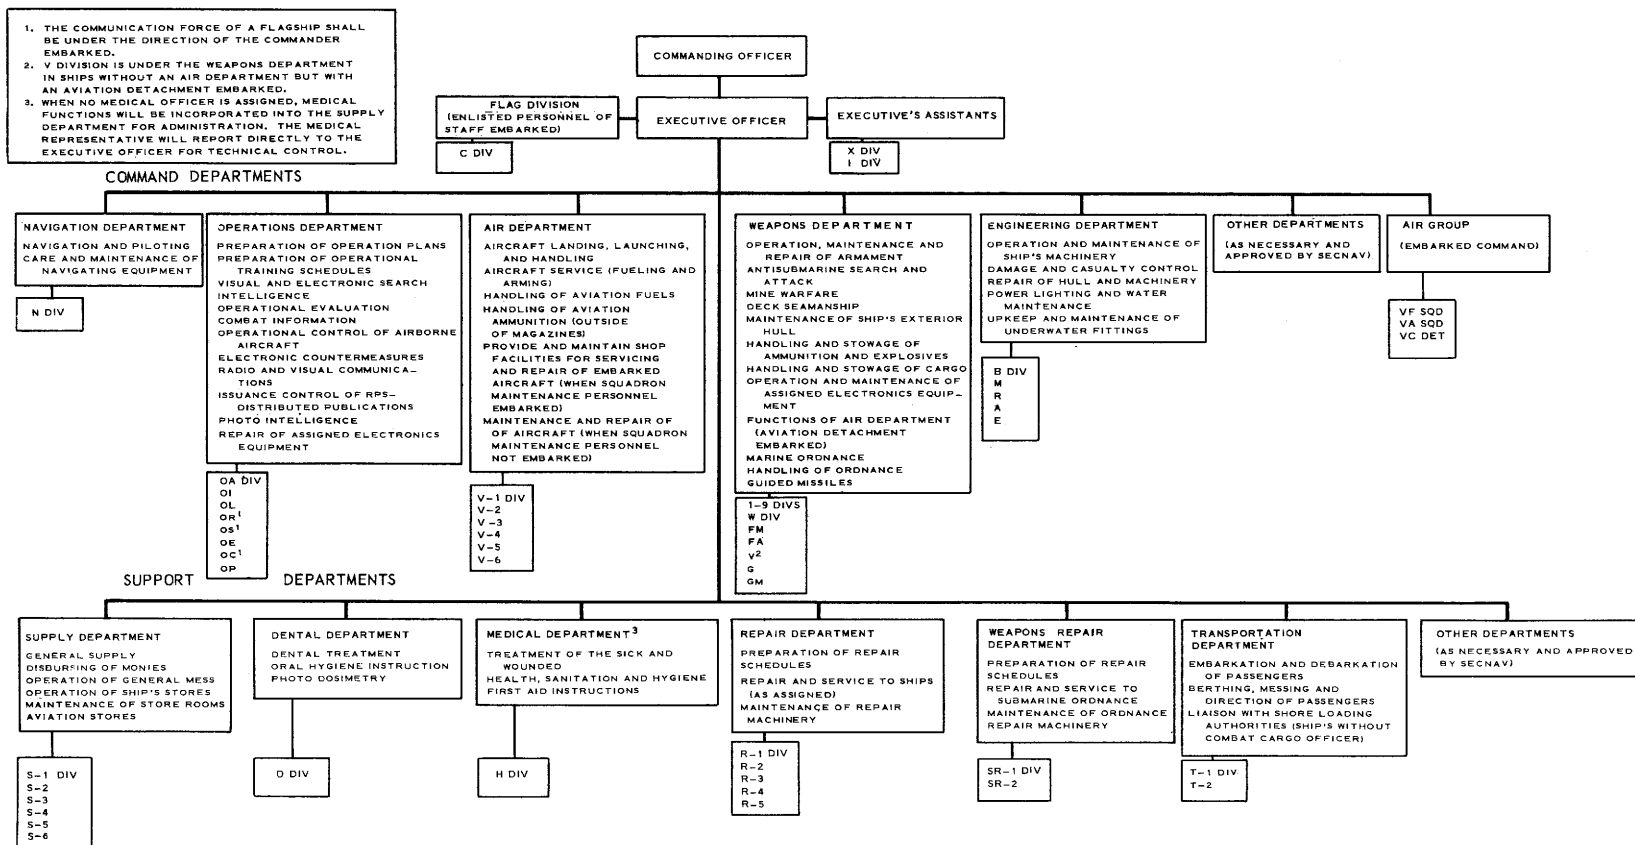 1. THE COMMUNICATION FORCE OF A FLAGSHIP SHALL
BE UNDER THE DIRECTION OF THE COMMANDER
EMBARKED.
2. V DIVISION IS UNDER THE WEAPONS DEPARTMENT
IN SHIPS WITHOUT AN AIR DEPARTMENT BUT WITH
AN AVIATION DETACHMENT EMBARKED.
3. WHEN NO MEDICAL OFFICER IS ASSIGNED, MEDICAL
FUNCTIONS WILL BE INCORPORATED INTO THE SUPPLY
DEPARTMENT FOR ADMINISTRATION. THE MEDICAL
REPRESENTATIVE WILL REPORT DIRECTLY TO THE
EXECUTIVE OFFICER FOR TECHNICAL CONTROL.
COMMANDING OFFICER
FLAG DIVISION
(ENLISTED PERSONNEL OF
STAFF EMBARKED)
C DIV
EXECUTIVE OFFICER
EXECUTIVE'S ASSISTANTS
X DIV
I DIV
COMMAND DEPARTMENTS
NAVIGATION DEPARTMENT
NAVIGATION AND PILOTING
CARE AND MAINTENANCE OF
NAVIGATING EQUIPMENT
N DIV
OPERATIONS DEPARTMENT
PREPARATION OF OPERATION PLANS
PREPARATION OF OPERATIONAL
TRAINING SCHEDULES
VISUAL AND ELECTRONIC SEARCH
INTELLIGENCE
OPERATIONAL EVALUATION
COMBAT INFORMATION
OPERATIONAL CONTROL OF AIRBORNE
AIRCRAFT
ELECTRONIC COUNTERMEASURES
RADIO AND VISUAL COMMUNICA-
TIONS
ISSUANCE CONTROL OF RPS-
DISTRIBUTED PUBLICATIONS
PHOTO INTELLIGENCE
REPAIR OF ASSIGNED ELECTRONICS
EQUIPMENT
OA DIV
OI
OL
OR¹
OS¹
OE
OC¹
OP
AIR DEPARTMENT
AIRCRAFT LANDING, LAUNCHING,
AND HANDLING
AIRCRAFT SERVICE (FUELING AND
ARMING)
HANDLING OF AVIATION FUELS
HANDLING OF AVIATION
AMMUNITION (OUTSIDE
OF MAGAZINES)
PROVIDE AND MAINTAIN SHOP
FACILITIES FOR SERVICING
AND REPAIR OF EMBARKED
AIRCRAFT (WHEN SQUADRON
MAINTENANCE PERSONNEL
EMBARKED)
MAINTENANCE AND REPAIR OF
OF AIRCRAFT (WHEN SQUADRON
MAINTENANCE PERSONNEL
NOT EMBARKED)
V-1 DIV
V-2
V-3
V-4
V-5
V-6
WEAPONS DEPARTMENT
OPERATION, MAINTENANCE AND
REPAIR OF ARMAMENT
ANTISUBMARINE SEARCH AND
ATTACK
MINE WARFARE
DECK SEAMANSHIP
MAINTENANCE OF SHIP'S EXTERIOR
HULL
HANDLING AND STOWAGE OF
AMMUNITION AND EXPLOSIVES
HANDLING AND STOWAGE OF CARGO
OPERATION AND MAINTENANCE OF
ASSIGNED ELECTRONICS EQUIP-
MENT
FUNCTIONS OF AIR DEPARTMENT
(AVIATION DETACHMENT
EMBARKED)
MARINE ORDNANCE
HANDLING OF ORDNANCE
GUIDED MISSILES
1-9 DIVS
W DIV
FM
FA
V²
G
GM
ENGINEERING DEPARTMENT
OPERATION AND MAINTENANCE OF
SHIP'S MACHINERY
DAMAGE AND CASUALTY CONTROL
REPAIR OF HULL AND MACHINERY
POWER LIGHTING AND WATER
MAINTENANCE
UPKEEP AND MAINTENANCE OF
UNDERWATER FITTINGS
B DIV
M
R
A
E
OTHER DEPARTMENTS
(AS NECESSARY AND
APPROVED BY SECNAV)
AIR GROUP
(EMBARKED COMMAND)
VF SQD
VA SQD
VC DET
SUPPORT DEPARTMENTS
SUPPLY DEPARTMENT
GENERAL SUPPLY
DISBURSING OF MONIES
OPERATION OF GENERAL MESS
OPERATION OF SHIP'S STORES
MAINTENANCE OF STORE ROOMS
AVIATION STORES
S-1 DIV
S-2
S-3
S-4
S-5
S-6
DENTAL DEPARTMENT
DENTAL TREATMENT
ORAL HYGIENE INSTRUCTION
PHOTO DOSIMETRY
D DIV
MEDICAL DEPARTMENT³
TREATMENT OF THE SICK AND
WOUNDED
HEALTH, SANITATION AND HYGIENE
FIRST AID INSTRUCTIONS
H DIV
REPAIR DEPARTMENT
PREPARATION OF REPAIR
SCHEDULES
REPAIR AND SERVICE TO SHIPS
(AS ASSIGNED)
MAINTENANCE OF REPAIR
MACHINERY
R-1 DIV
R-2
R-3
R-4
R-5
WEAPONS REPAIR
DEPARTMENT
PREPARATION OF REPAIR
SCHEDULES
REPAIR AND SERVICE TO
SUBMARINE ORDNANCE
MAINTENANCE OF ORDNANCE
REPAIR MACHINERY
SR-1 DIV
SR-2
TRANSPORTATION
DEPARTMENT
EMBARKATION AND DEBARKATION
OF PASSENGERS
BERTHING, MESSING AND
DIRECTION OF PASSENGERS
LIAISON WITH SHORE LOADING
AUTHORITIES (SHIP'S WITHOUT
COMBAT CARGO OFFICER)
T-1 DIV
T-2
OTHER DEPARTMENTS
(AS NECESSARY AND APPROVED
BY SECNAV)